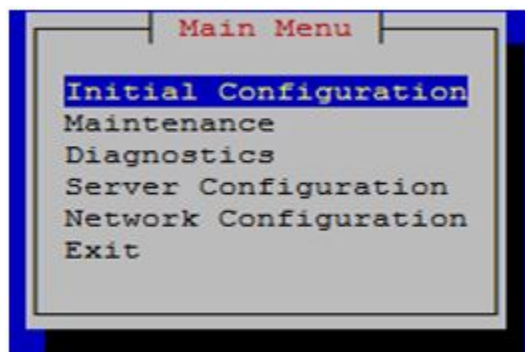 Main Menu
Initial Configuration
Maintenance
Diagnostics
Server Configuration
Network Configuration
Exit